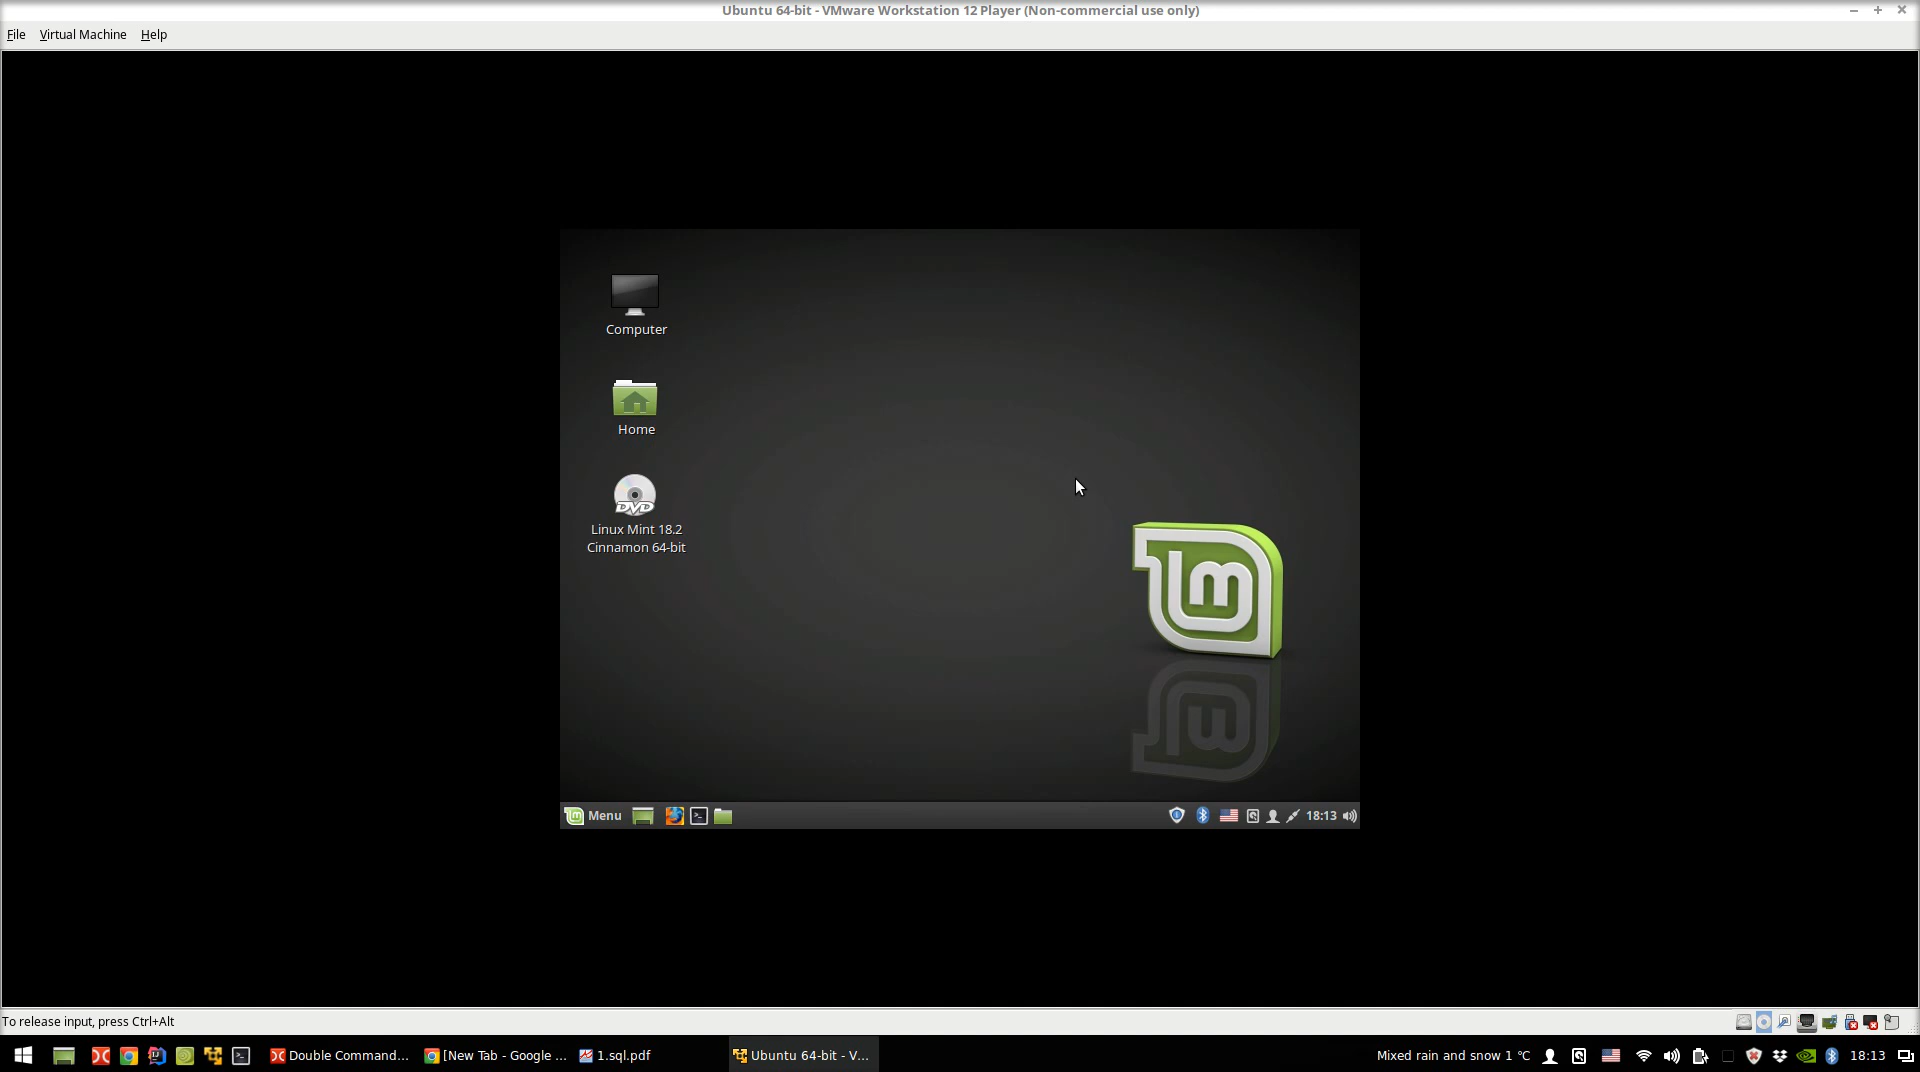 Ubuntu 64-bit - VMware Workstation 12 Player (Non-commercial use only)
File Virtual Machine Help
Computer
Home
DVD
Linux Mint 18.2
Cinnamon 64-bit
Menu
18:13
To release input, press Ctrl+Alt
Double Command...
[New Tab - Google ...
1.sql.pdf
Ubuntu 64-bit - V...
Mixed rain and snow 1 °C
18:13